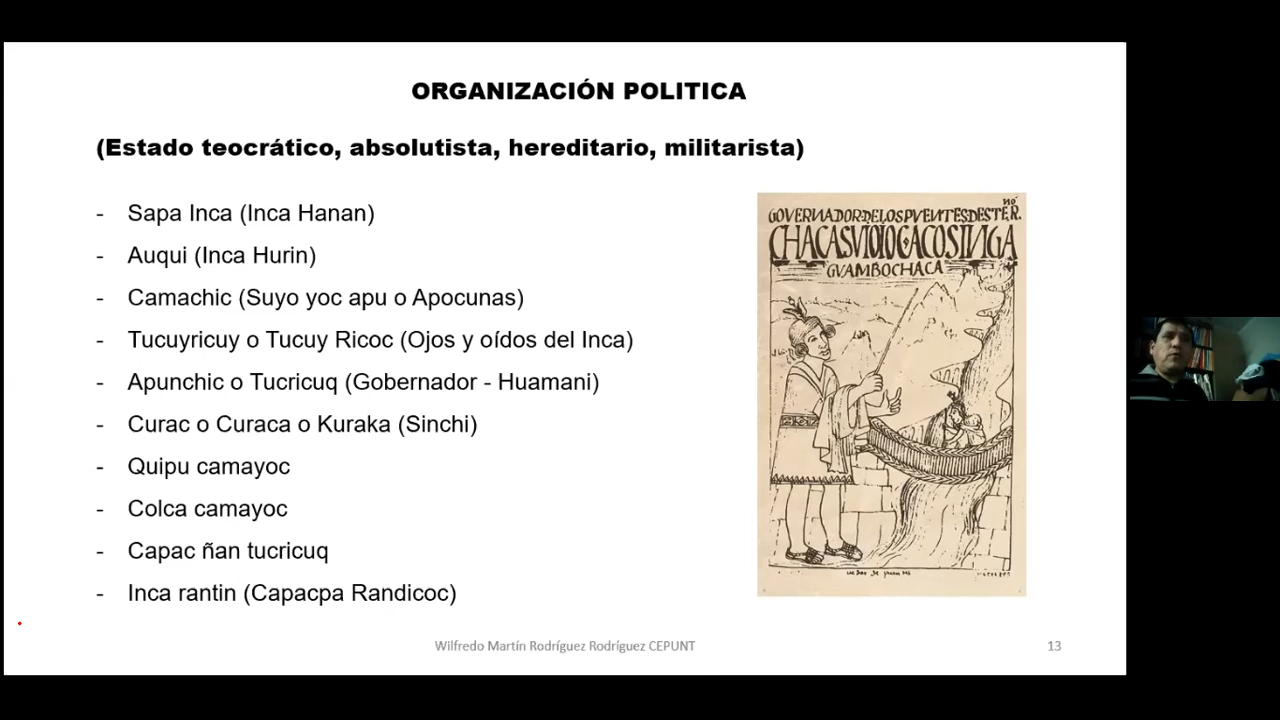 ORGANIZACIÓN POLITICA
(Estado teocrático, absolutista, hereditario, militarista)
- Sapa Inca (Inca Hanan)
- Auqui (Inca Hurin)
- Camachic (Suyo yoc apu o Apocunas)
- Tucuyricuy o Tucuy Ricoc (Ojos y oídos del Inca)
- Apunchic o Tucricuq (Gobernador - Huamani)
- Curac o Curaca o Kuraka (Sinchi)
- Quipu camayoc
- Colca camayoc
- Capac ñan tucricuq
- Inca rantin (Capacpa Randicoc)
GOVERNADOR DE LOS PVENTES DESTE R.
CHACASVIOIOC ACOS INGA
GVAMBOCHACA
Wilfredo Martín Rodríguez Rodríguez CEPUNT
13